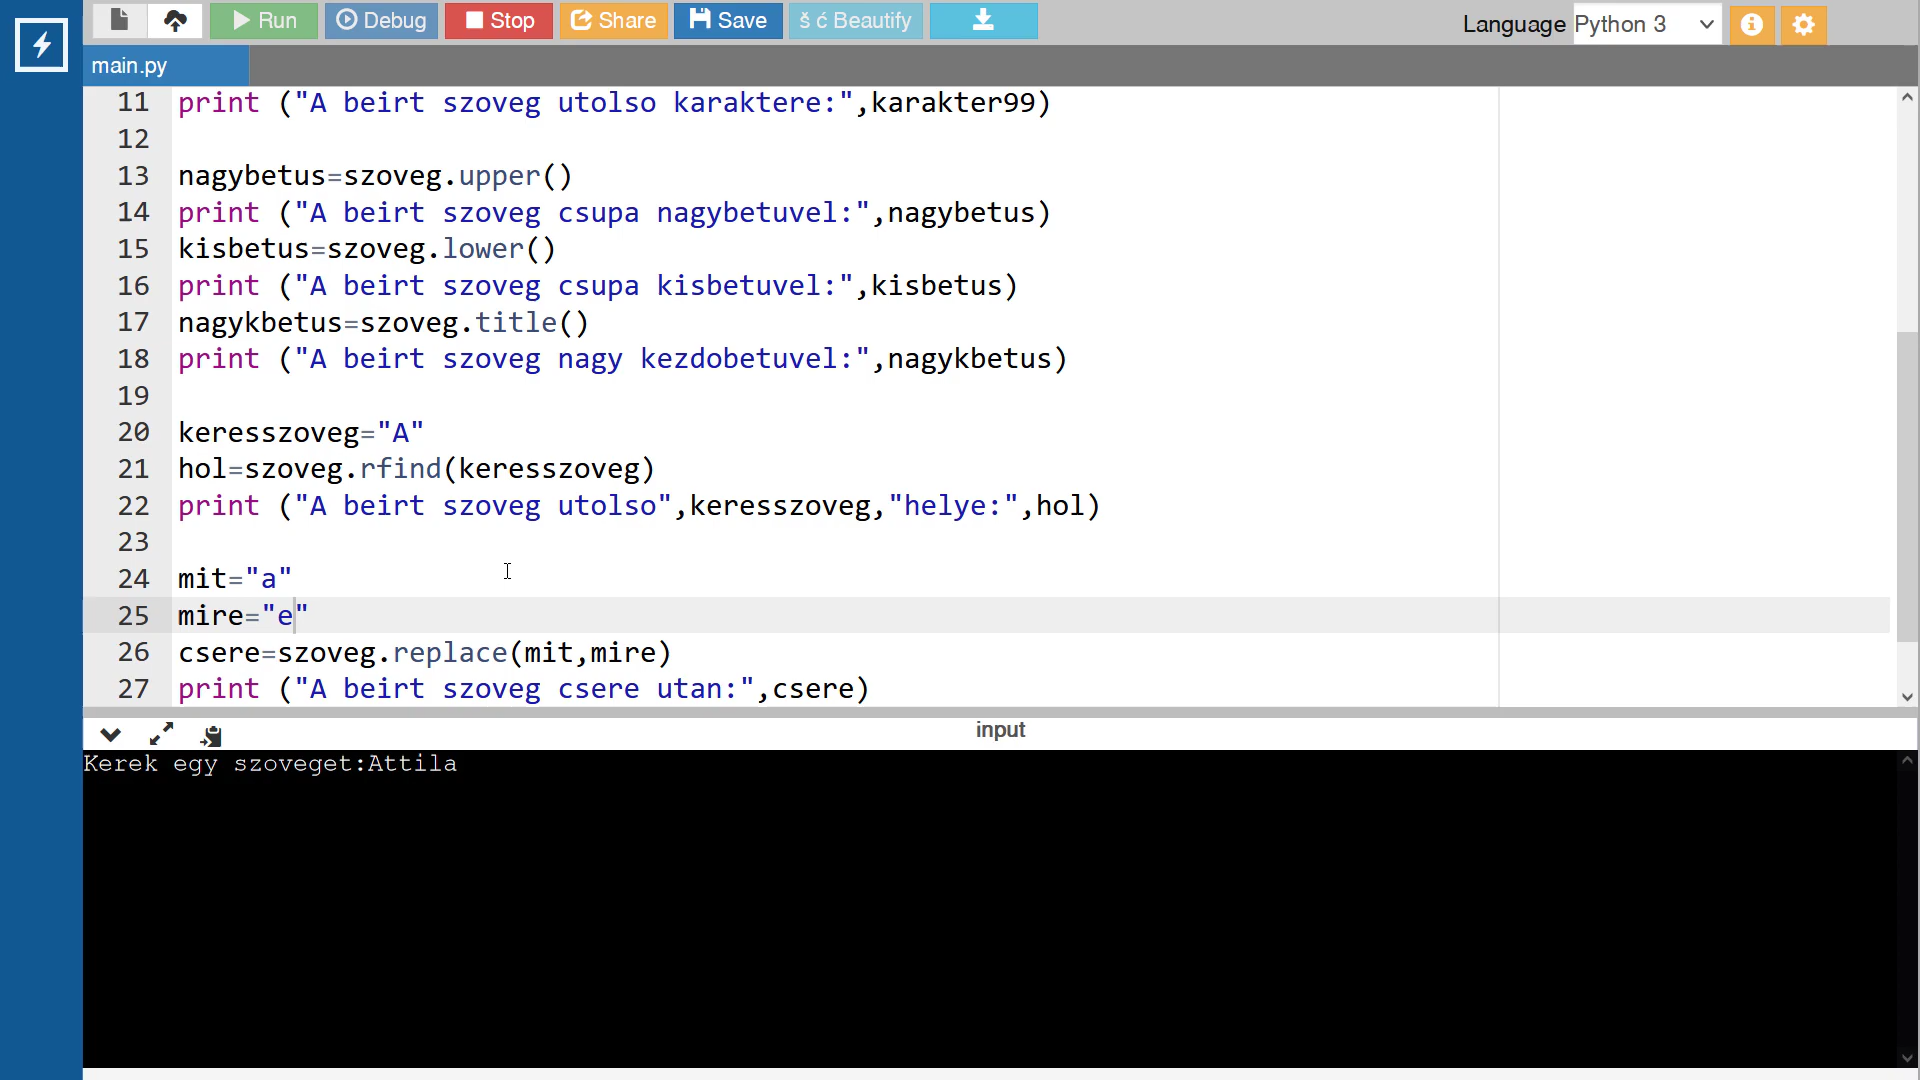 Run Debug Stop Share Save š ć Beautify Language Python 3
main.py
11 print ("A beirt szoveg utolso karaktere:",karakter99)
12
13 nagybetus=szoveg.upper()
14 print ("A beirt szoveg csupa nagybetuvel:",nagybetus)
15 kisbetus=szoveg.lower()
16 print ("A beirt szoveg csupa kisbetuvel:",kisbetus)
17 nagykbetus=szoveg.title()
18 print ("A beirt szoveg nagy kezdobetuvel:",nagykbetus)
19
20 keresszoveg="A"
21 hol=szoveg.rfind(keresszoveg)
22 print ("A beirt szoveg utolso",keresszoveg,"helye:",hol)
23
24 mit="a"
25 mire="e"
26 csere=szoveg.replace(mit,mire)
27 print ("A beirt szoveg csere utan:",csere)
input
Kerek egy szoveget:Attila